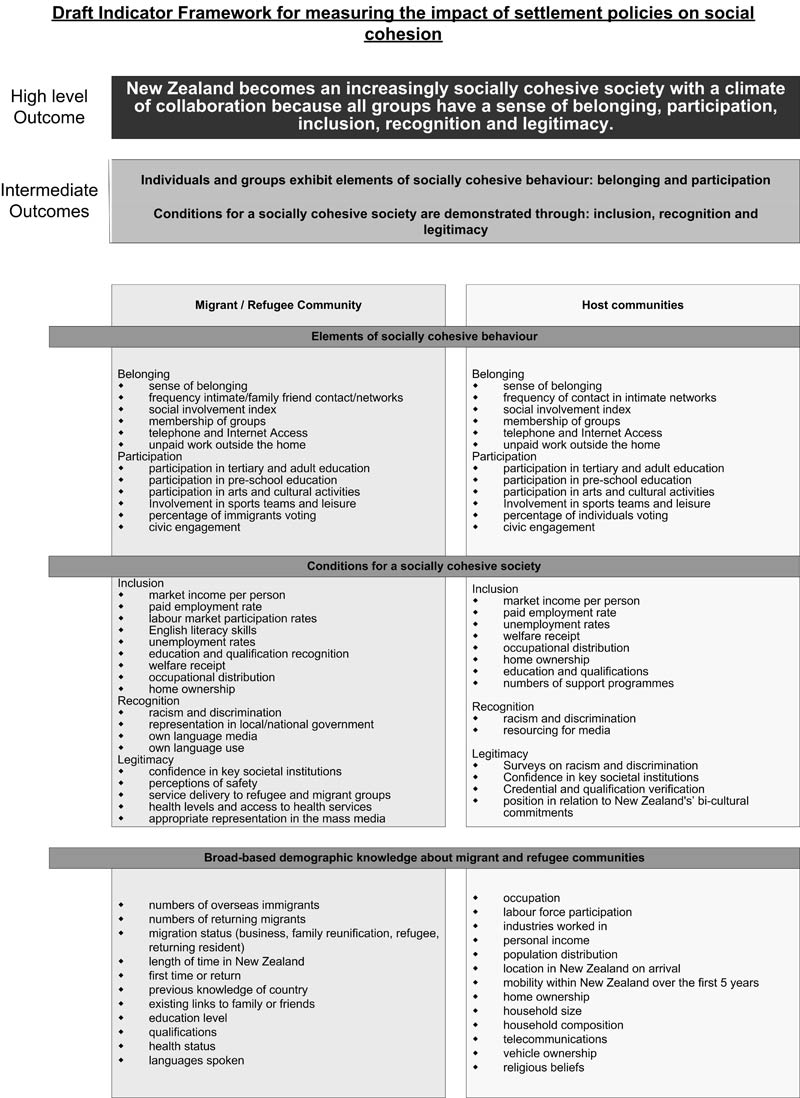 Draft Indicator Framework for measuring the impact of settlement policies on social
cohesion
High level
Outcome
New Zealand becomes an increasingly socially cohesive society with a climate
of collaboration because all groups have a sense of belonging, participation,
inclusion, recognition and legitimacy.
Intermediate
Outcomes
Individuals and groups exhibit elements of socially cohesive behaviour: belonging and participation
Conditions for a socially cohesive society are demonstrated through: inclusion, recognition and
legitimacy
Migrant / Refugee Community
Host communities
Elements of socially cohesive behaviour
Belonging
◆ sense of belonging
◆ frequency intimate/family friend contact/networks
◆ social involvement index
◆ membership of groups
◆ telephone and Internet Access
◆ unpaid work outside the home
Participation
◆ participation in tertiary and adult education
◆ participation in pre-school education
◆ participation in arts and cultural activities
◆ Involvement in sports teams and leisure
◆ percentage of immigrants voting
◆ civic engagement
Belonging
◆ sense of belonging
◆ frequency of contact in intimate networks
◆ social involvement index
◆ membership of groups
◆ telephone and Internet Access
◆ unpaid work outside the home
Participation
◆ participation in tertiary and adult education
◆ participation in pre-school education
◆ participation in arts and cultural activities
◆ Involvement in sports teams and leisure
◆ percentage of individuals voting
◆ civic engagement
Conditions for a socially cohesive society
Inclusion
◆ market income per person
◆ paid employment rate
◆ labour market participation rates
◆ English literacy skills
◆ unemployment rates
◆ education and qualification recognition
◆ welfare receipt
◆ occupational distribution
◆ home ownership
Recognition
◆ racism and discrimination
◆ representation in local/national government
◆ own language media
◆ own language use
Legitimacy
◆ confidence in key societal institutions
◆ perceptions of safety
◆ service delivery to refugee and migrant groups
◆ health levels and access to health services
◆ appropriate representation in the mass media
Inclusion
◆ market income per person
◆ paid employment rate
◆ unemployment rates
◆ welfare receipt
◆ occupational distribution
◆ home ownership
◆ education and qualifications
◆ numbers of support programmes
Recognition
◆ racism and discrimination
◆ resourcing for media
Legitimacy
◆ Surveys on racism and discrimination
◆ Confidence in key societal institutions
◆ Credential and qualification verification
◆ position in relation to New Zealand's' bi-cultural
commitments
Broad-based demographic knowledge about migrant and refugee communities
◆ numbers of overseas immigrants
◆ numbers of returning migrants
◆ migration status (business, family reunification, refugee,
returning resident)
◆ length of time in New Zealand
◆ first time or return
◆ previous knowledge of country
◆ existing links to family or friends
◆ education level
◆ qualifications
◆ health status
◆ languages spoken
◆ occupation
◆ labour force participation
◆ industries worked in
◆ personal income
◆ population distribution
◆ location in New Zealand on arrival
◆ mobility within New Zealand over the first 5 years
◆ home ownership
◆ household size
◆ household composition
◆ telecommunications
◆ vehicle ownership
◆ religious beliefs